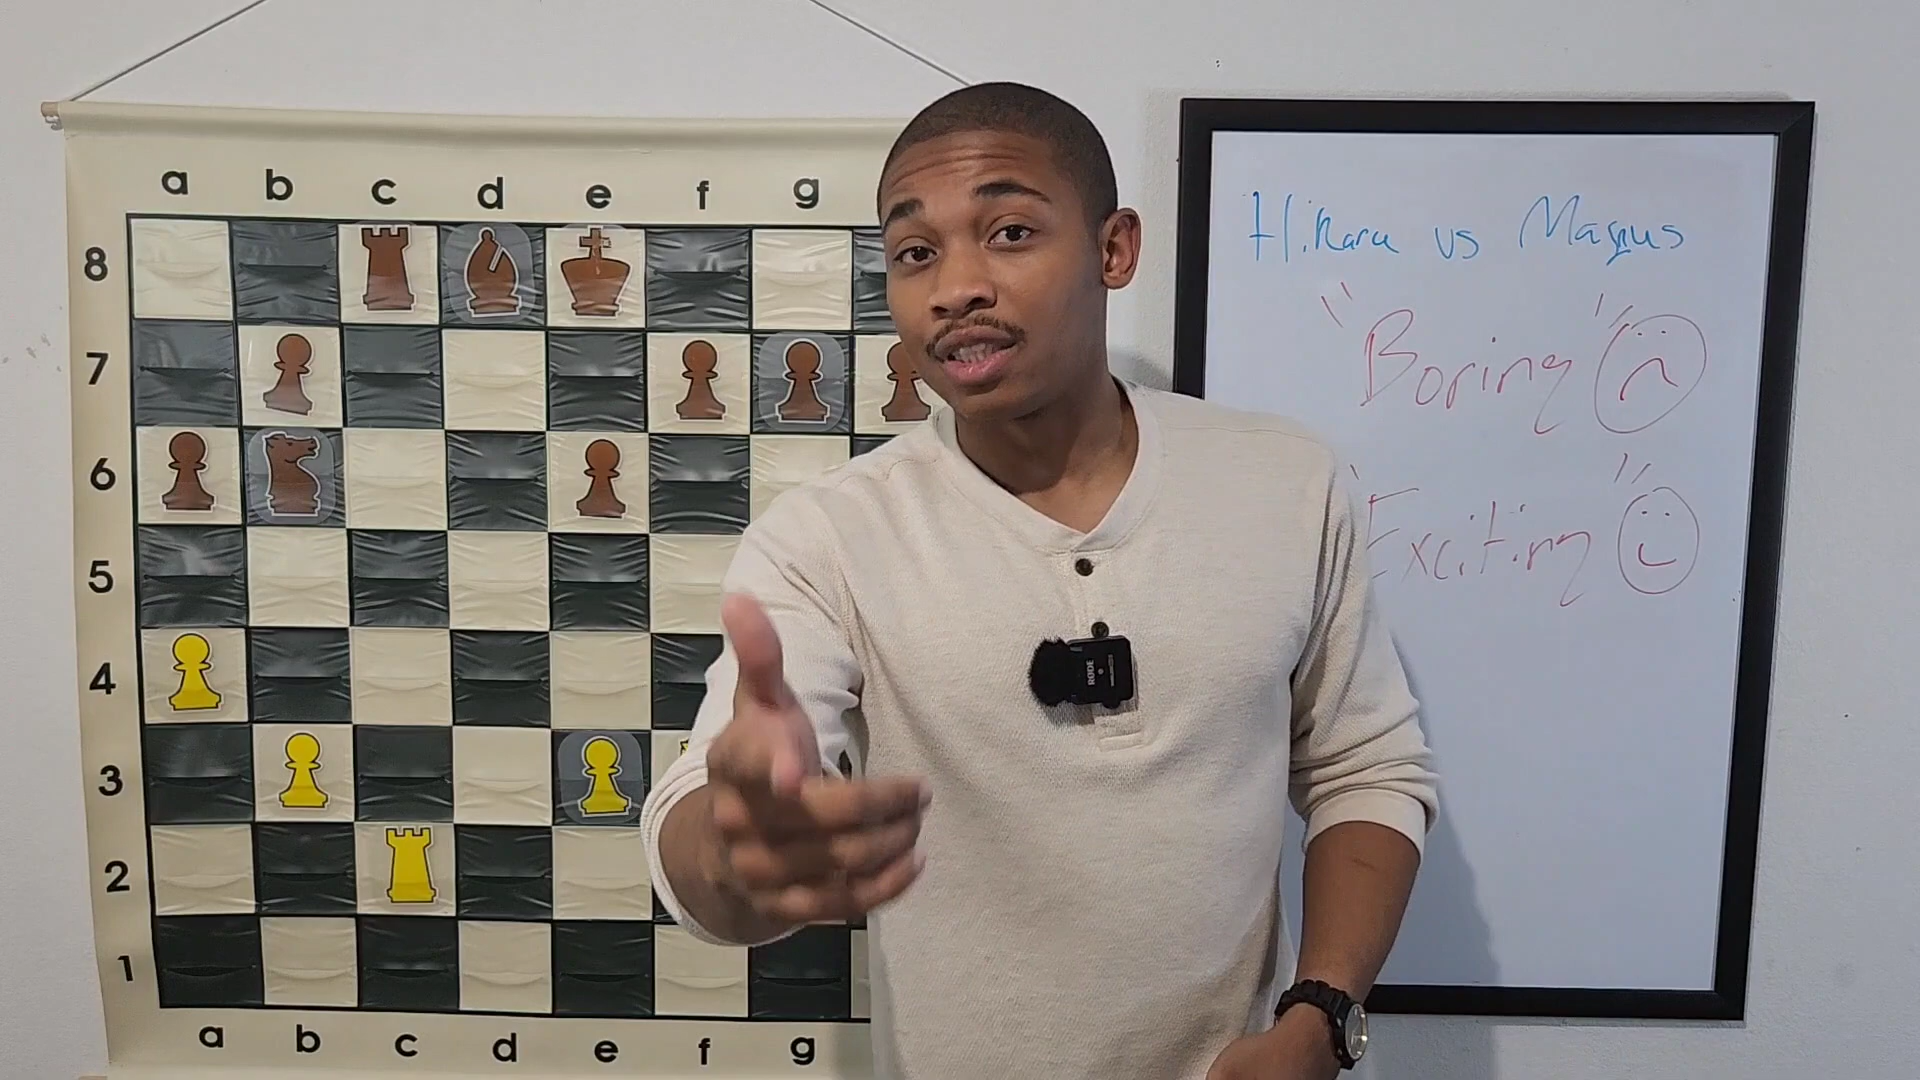 a b c d e f g
8
7
6
5
4
3
2
1
a b c d e f g
Hikaru vs Magnus
"Boring"
"Exciting"
RODE